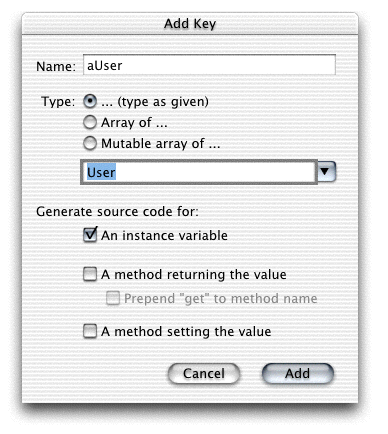 Add Key
Name: aUser
Type: ... (type as given)
Array of ...
Mutable array of ...
User
Generate source code for:
An instance variable
A method returning the value
Prepend "get" to method name
A method setting the value
Cancel Add